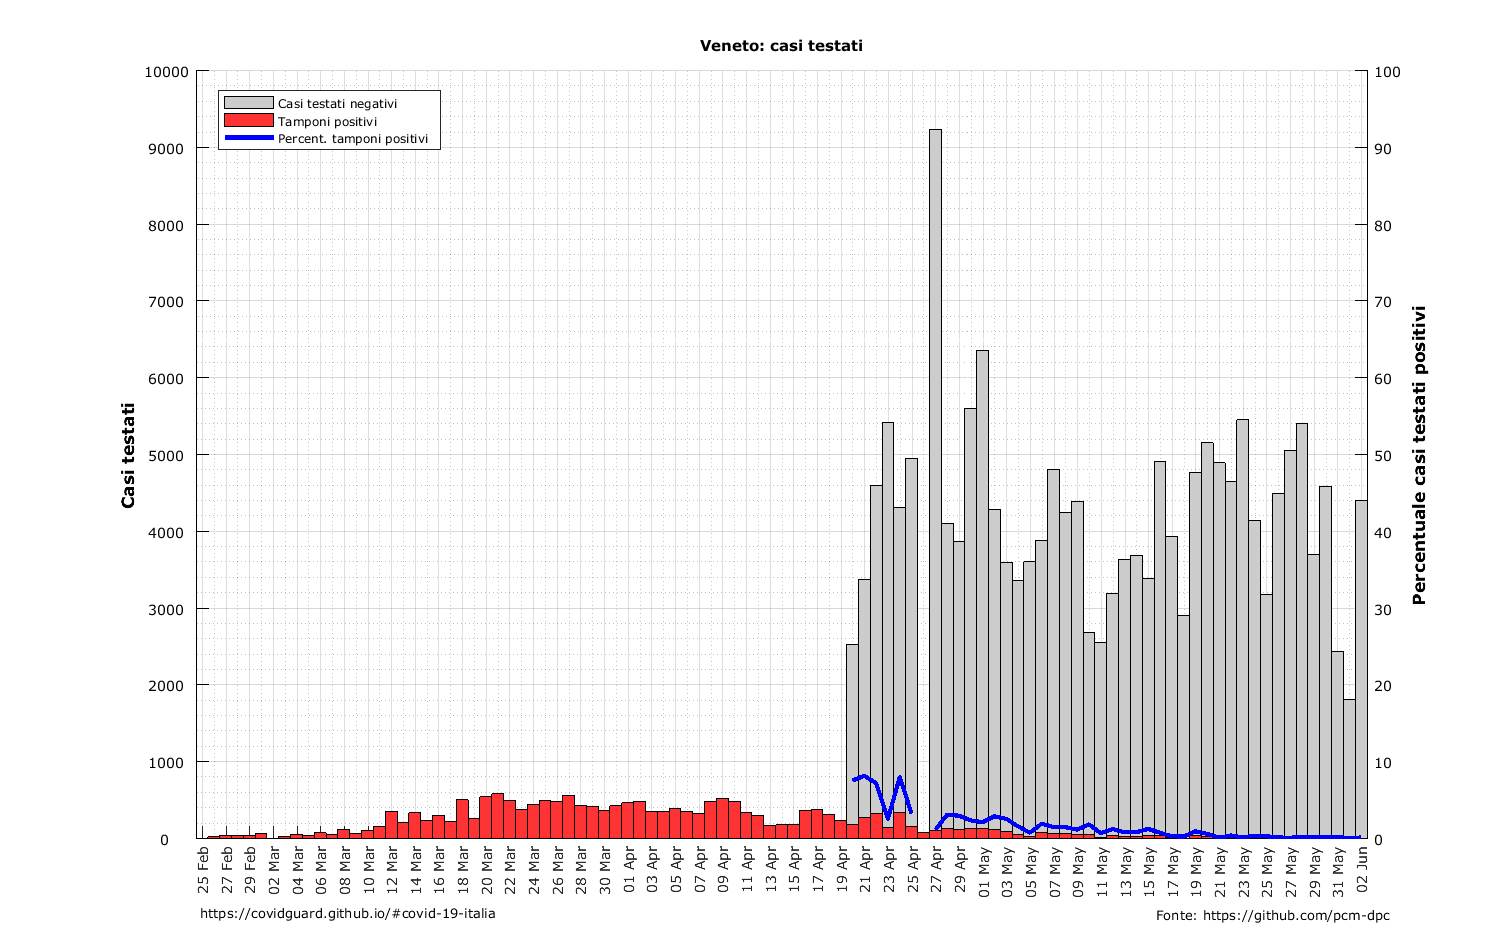 Veneto: casi testati
Casi testati negativi
Tamponi positivi
Percent. tamponi positivi
Casi testati
10000
9000
8000
7000
6000
5000
4000
3000
2000
1000
0
100
90
80
70
60
50
40
30
20
10
0
Percentuale casi testati positivi
25 Feb
27 Feb
29 Feb
02 Mar
04 Mar
06 Mar
08 Mar
10 Mar
12 Mar
14 Mar
16 Mar
18 Mar
20 Mar
22 Mar
24 Mar
26 Mar
28 Mar
30 Mar
01 Apr
03 Apr
05 Apr
07 Apr
09 Apr
11 Apr
13 Apr
15 Apr
17 Apr
19 Apr
21 Apr
23 Apr
25 Apr
27 Apr
29 Apr
01 May
03 May
05 May
07 May
09 May
11 May
13 May
15 May
17 May
19 May
21 May
23 May
25 May
27 May
29 May
31 May
02 Jun
https://covidguard.github.io/#covid-19-italia
Fonte: https://github.com/pcm-dpc